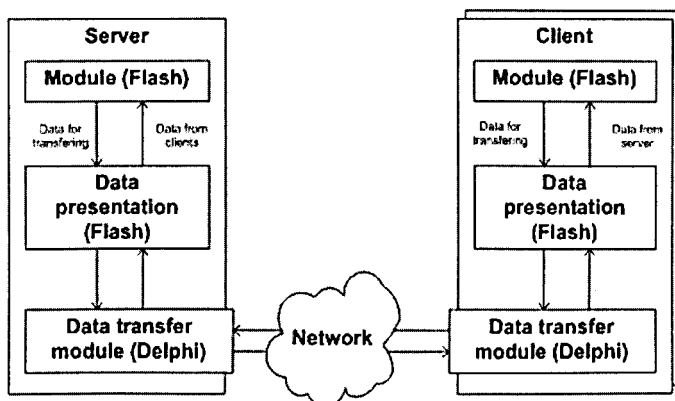 Server
Module (Flash)
Data for
transfering
Data from
clients
Data
presentation
(Flash)
Data transfer
module (Delphi)
Network
Client
Module (Flash)
Data for
transfering
Data from
server
Data
presentation
(Flash)
Data transfer
module (Delphi)